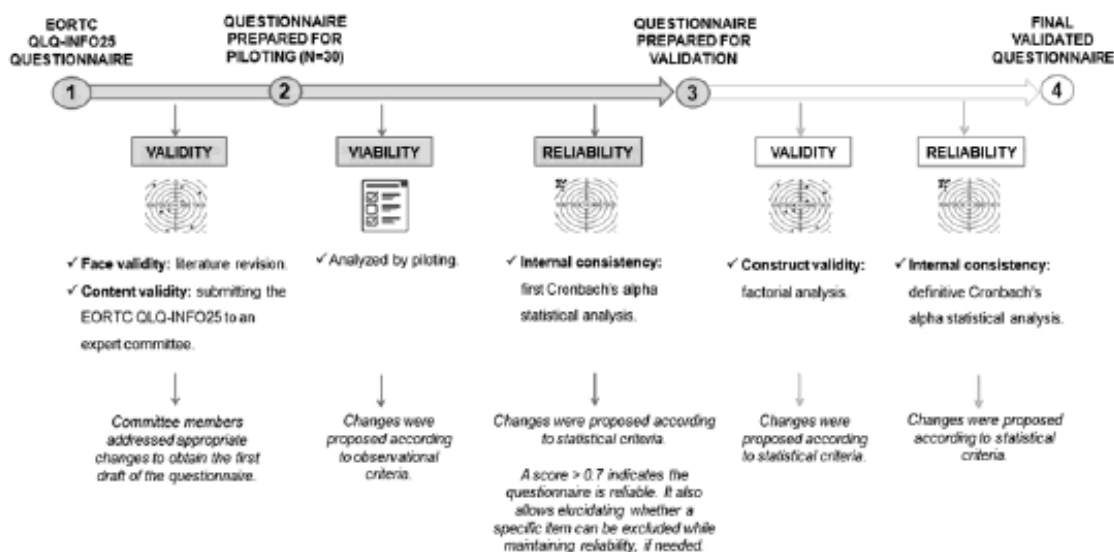 EORTC
QLQ-INFO25
QUESTIONNAIRE
QUESTIONNAIRE
PREPARED FOR
PILOTING (N=30)
QUESTIONNAIRE
PREPARED FOR
VALIDATION
FINAL
VALIDATED
QUESTIONNAIRE
1
2
3
4
VALIDITY
VIABILITY
RELIABILITY
VALIDITY
RELIABILITY
✓ Face validity: literature revision.
✓ Content validity: submitting the
EORTC QLQ-INFO25 to an
expert committee.
✓ Analyzed by piloting.
✓ Internal consistency:
first Cronbach's alpha
statistical analysis.
✓ Construct validity:
factorial analysis.
✓ Internal consistency:
definitive Cronbach's
alpha statistical analysis.
Committee members
addressed appropriate
changes to obtain the first
draft of the questionnaire.
Changes were
proposed according
to observational
criteria.
Changes were proposed according
to statistical criteria.
A score > 0.7 indicates the
questionnaire is reliable. It also
allows elucidating whether a
specific item can be excluded while
maintaining reliability, if needed.
Changes were
proposed according
to statistical criteria.
Changes were proposed
according to statistical
criteria.